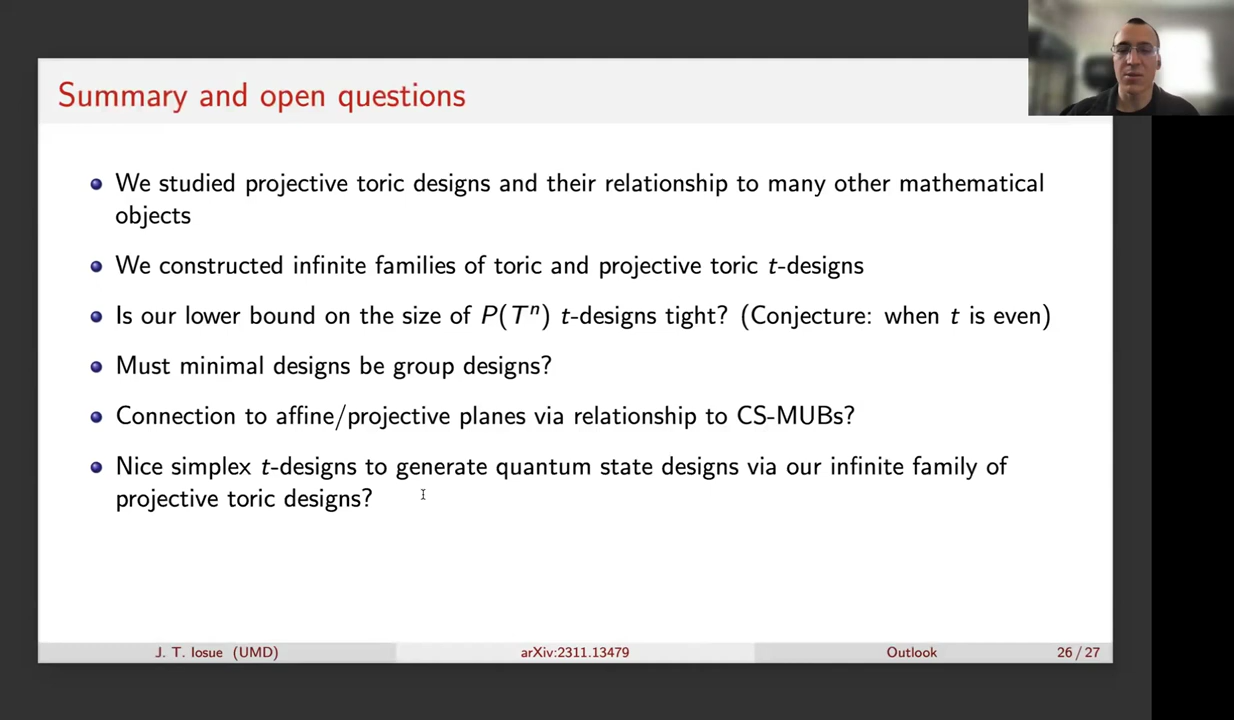 Summary and open questions
We studied projective toric designs and their relationship to many other mathematical
objects
We constructed infinite families of toric and projective toric t-designs
Is our lower bound on the size of P(Tⁿ) t-designs tight? (Conjecture: when t is even)
Must minimal designs be group designs?
Connection to affine/projective planes via relationship to CS-MUBs?
Nice simplex t-designs to generate quantum state designs via our infinite family of
projective toric designs?
J. T. Iosue (UMD)
arXiv:2311.13479
Outlook
26 / 27